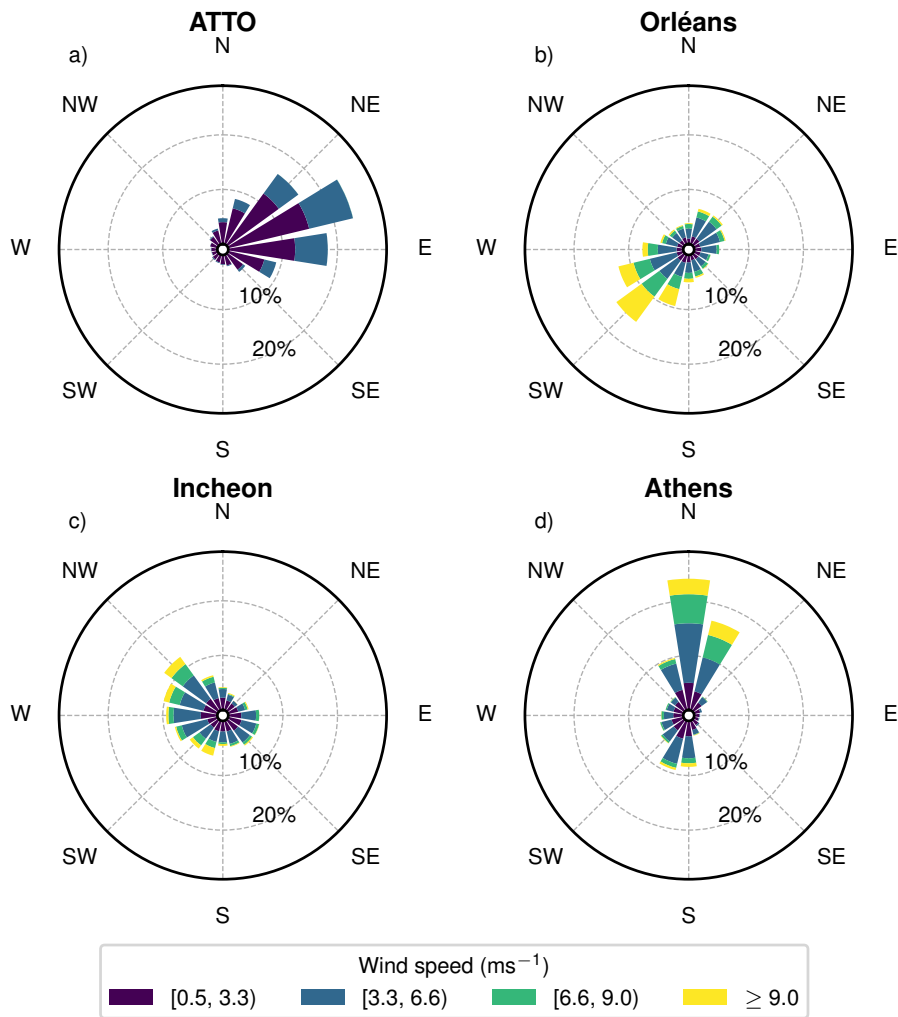 ATTO
a)
N
NW
NE
W
E
10%
20%
SW
SE
S
Orléans
b)
N
NW
NE
W
E
10%
20%
SW
SE
S
Incheon
c)
N
NW
NE
W
E
10%
20%
SW
SE
S
Athens
d)
N
NW
NE
W
E
10%
20%
SW
SE
S
Wind speed (ms⁻¹)
[0.5, 3.3) [3.3, 6.6) [6.6, 9.0) ≥ 9.0